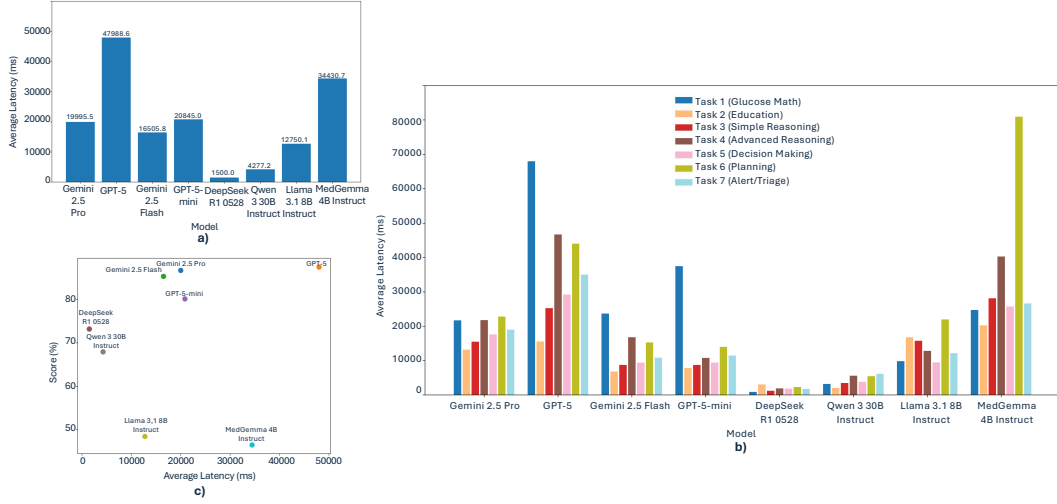 50000
40000
30000
20000
10000
0
Average Latency (ms)
19995.5
47988.6
16505.8
20845.0
1500.0
4277.2
12750.1
34430.7
Gemini
2.5
Pro
GPT-5
Gemini
2.5
Flash
GPT-5-
mini
DeepSeek
R1 0528
Qwen
3 30B
Instruct
Llama
3.1 8B
Instruct
MedGemma
4B Instruct
Model
a)
80
70
60
50
Score (%)
Gemini 2.5 Pro
Gemini 2.5 Flash
GPT-5
GPT-5-mini
DeepSeek
R1 0528
Qwen 3 30B
Instruct
Llama 3,1 8B
Instruct
MedGemma 4B
Instruct
0
10000
20000
30000
40000
50000
Average Latency (ms)
c)
80000
70000
60000
50000
40000
30000
20000
10000
0
Average Latency (ms)
Task 1 (Glucose Math)
Task 2 (Education)
Task 3 (Simple Reasoning)
Task 4 (Advanced Reasoning)
Task 5 (Decision Making)
Task 6 (Planning)
Task 7 (Alert/Triage)
Gemini 2.5 Pro
GPT-5
Gemini 2.5 Flash
GPT-5-mini
DeepSeek
R1 0528
Qwen 3 30B
Instruct
Llama 3.1 8B
Instruct
MedGemma
4B Instruct
Model
b)